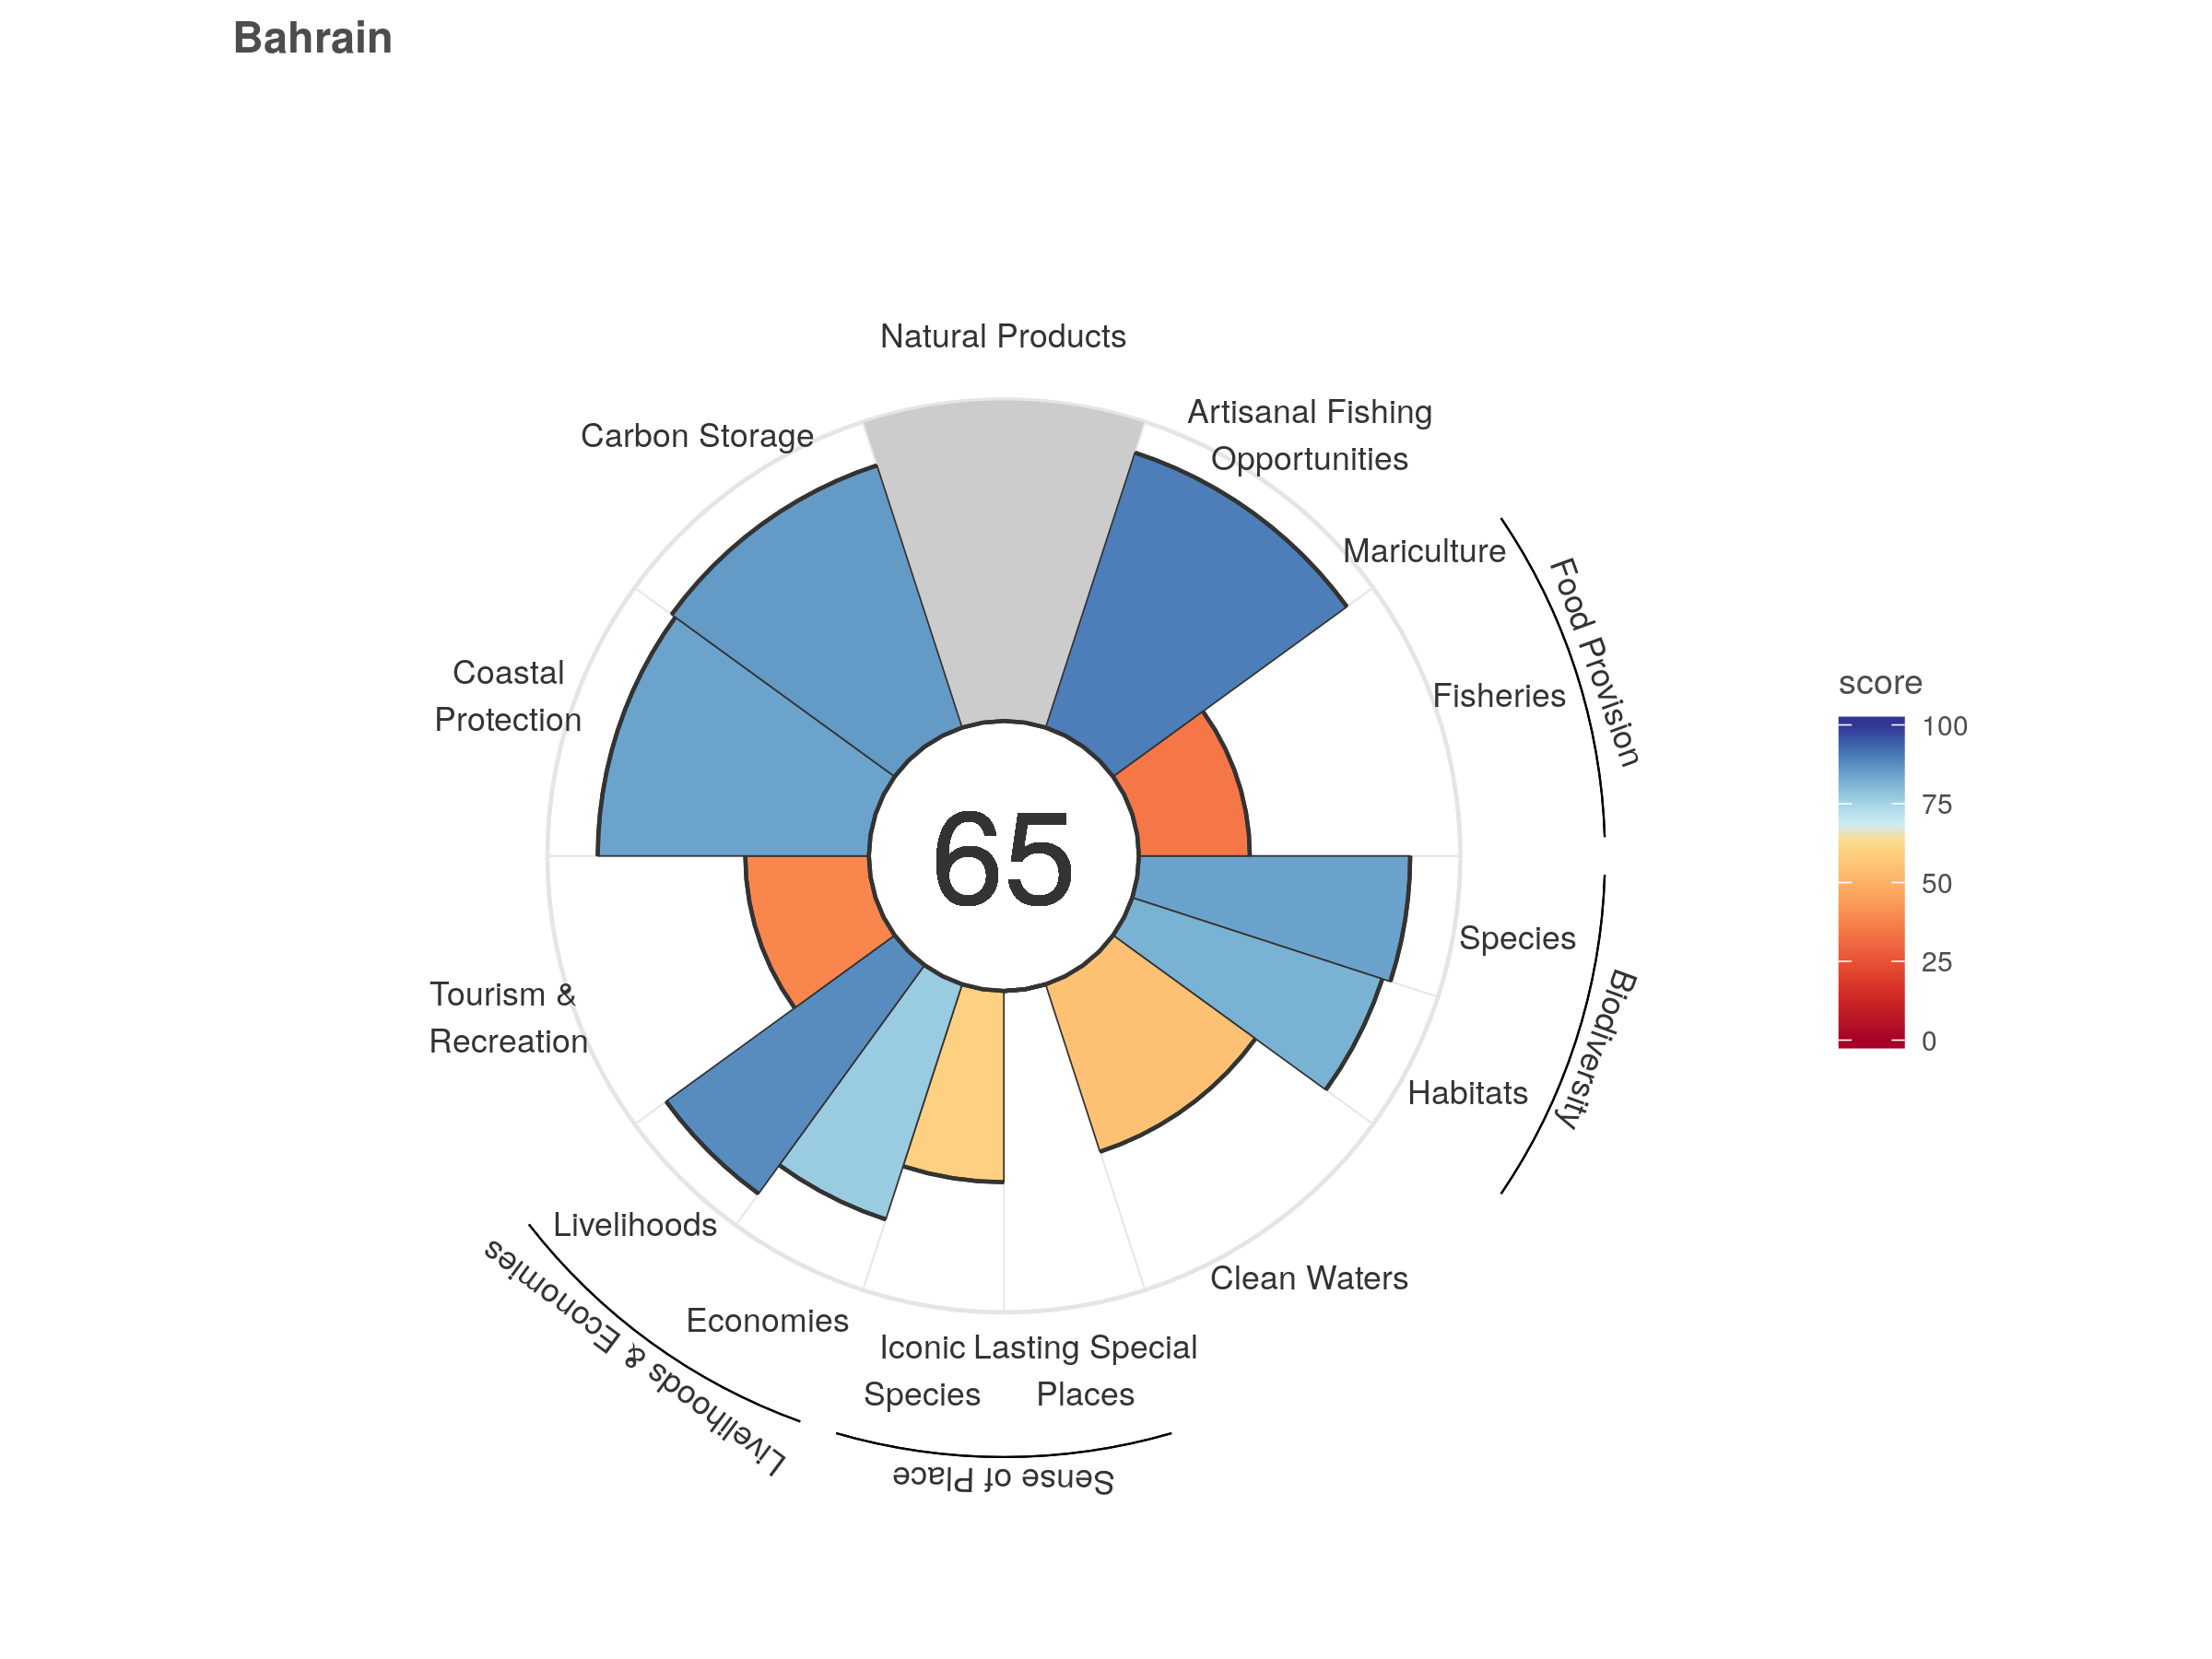 Bahrain
Natural Products
Artisanal Fishing
Opportunities
Carbon Storage
Mariculture
Food Provision
Fisheries
Coastal
Protection
65
Species
Biodiversity
Habitats
Tourism &
Recreation
Livelihoods
Livelihoods & Economies
Economies
Clean Waters
Iconic
Species
Lasting Special
Places
Sense of Place
score
100
75
50
25
0